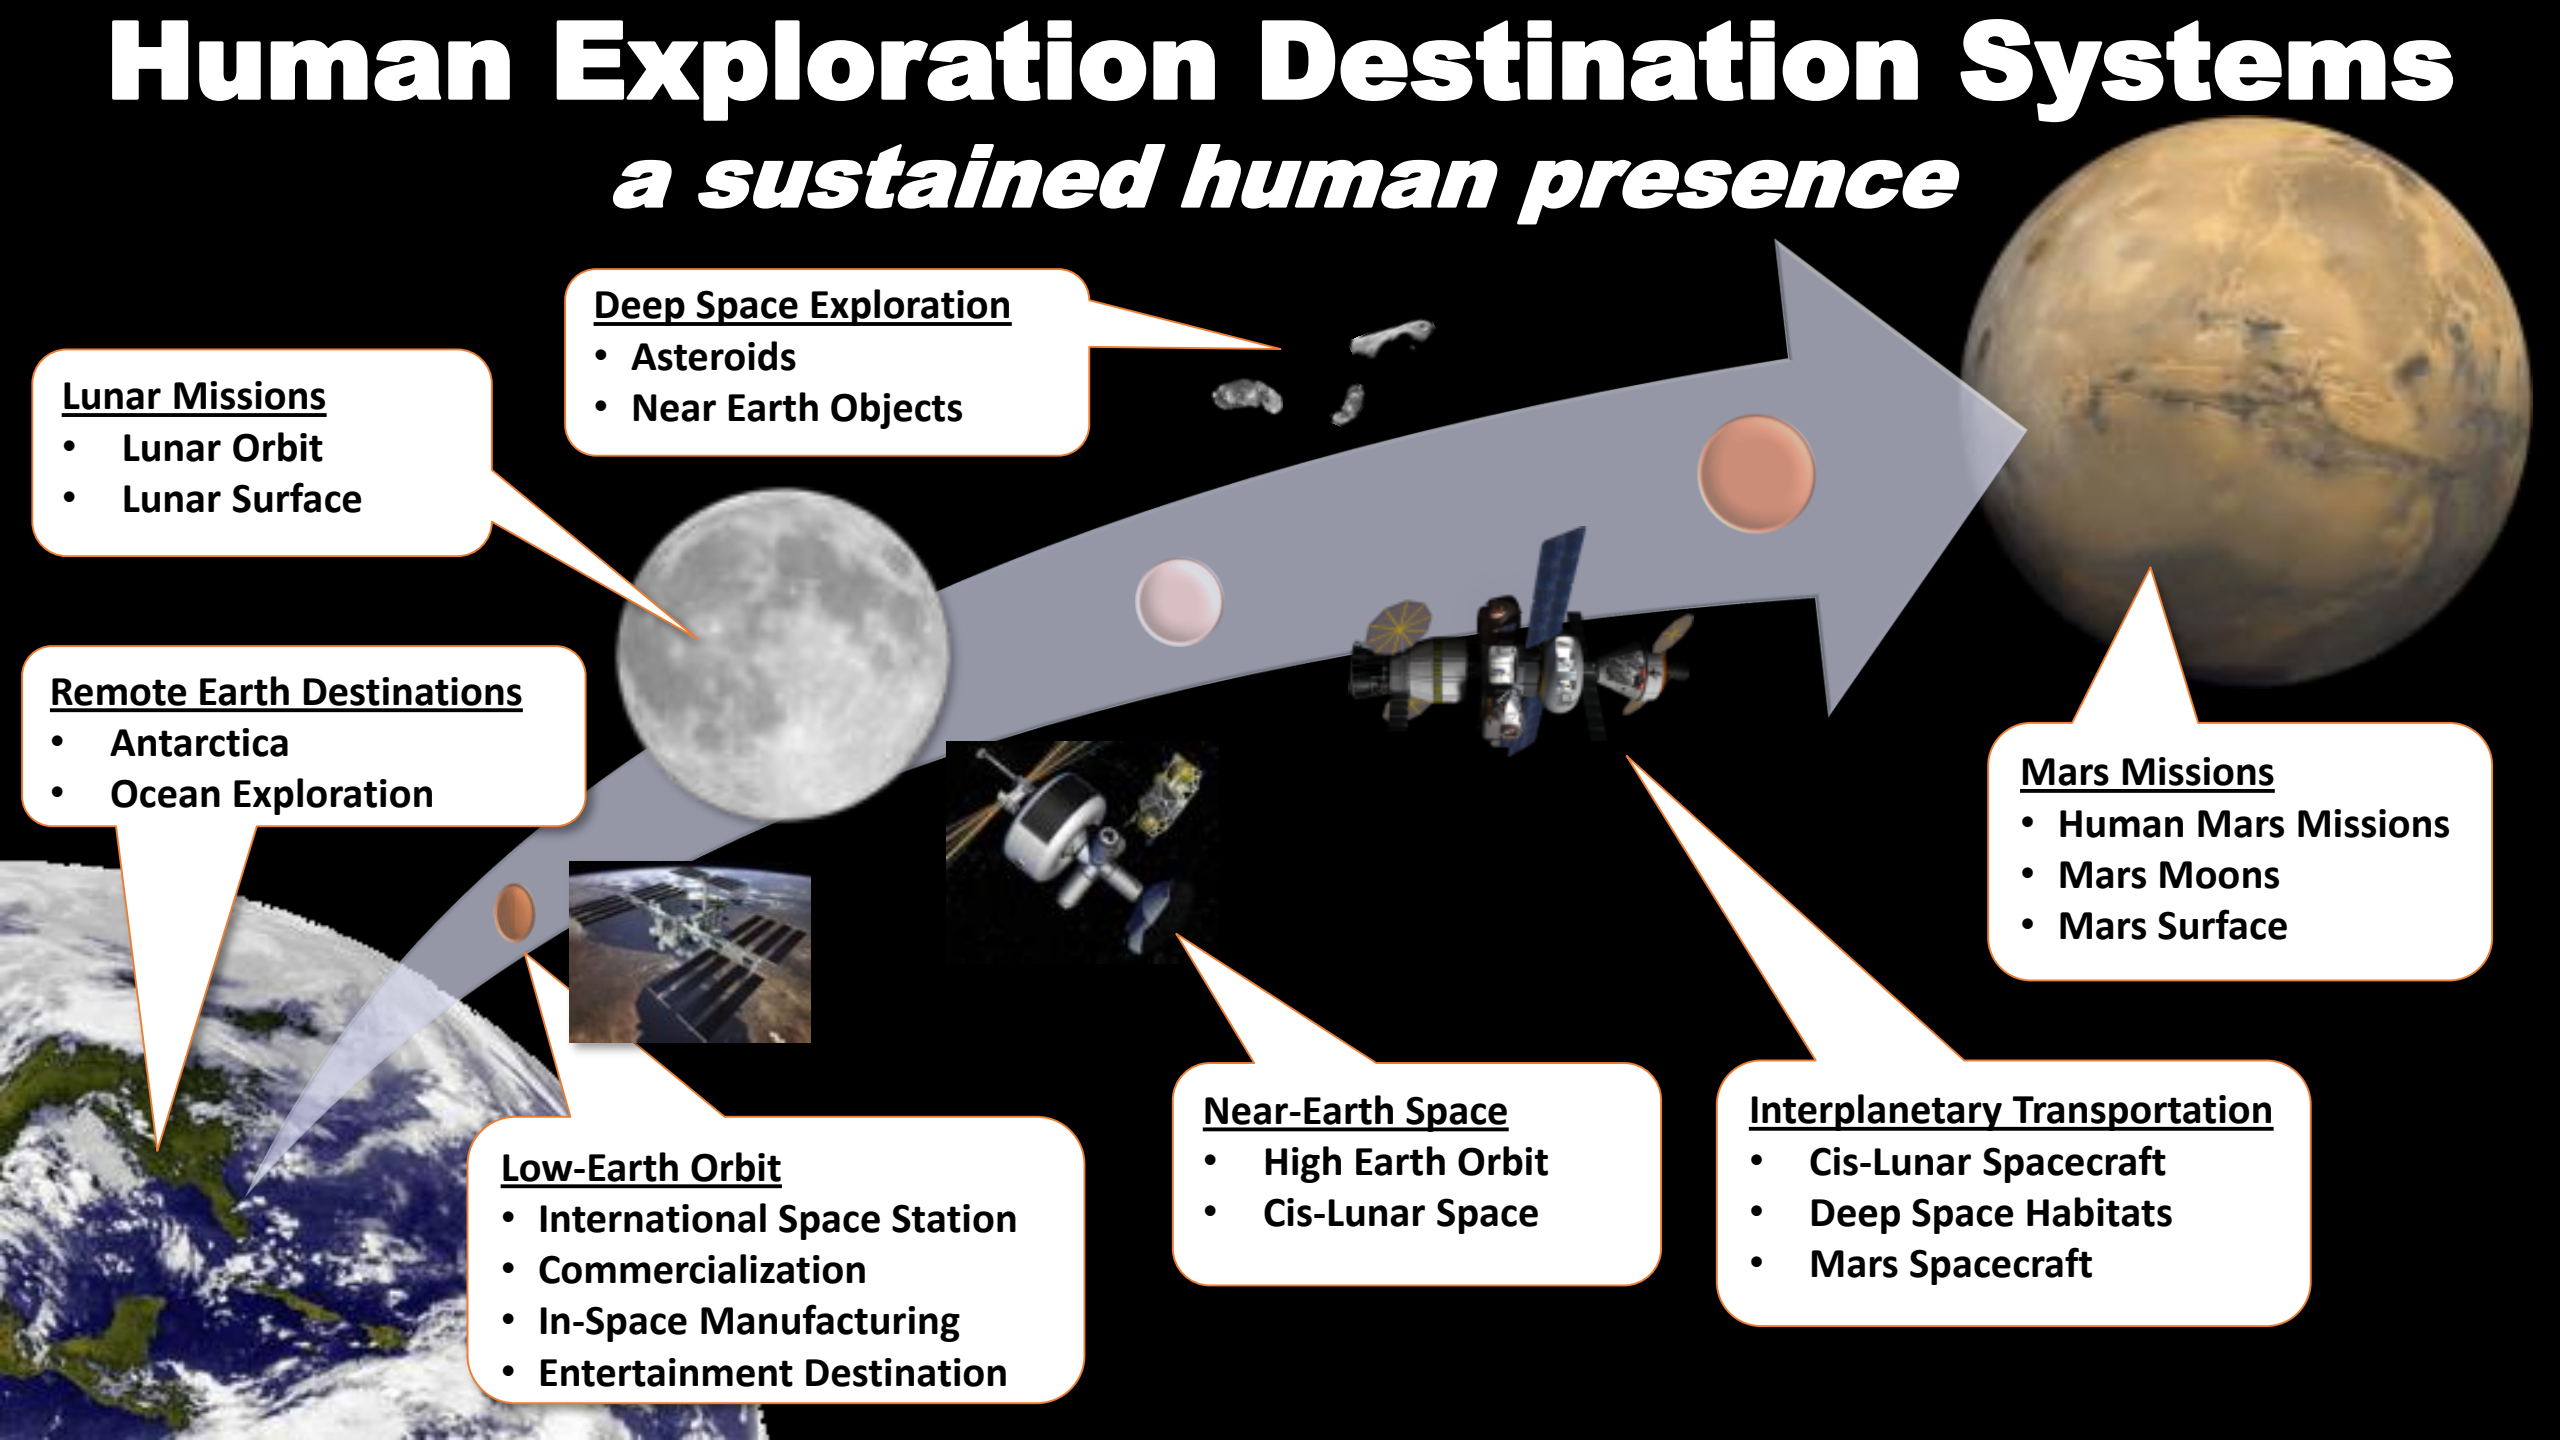 Human Exploration Destination Systems
a sustained human presence
Deep Space Exploration
• Asteroids
• Near Earth Objects
Lunar Missions
• Lunar Orbit
• Lunar Surface
Remote Earth Destinations
• Antarctica
• Ocean Exploration
Mars Missions
• Human Mars Missions
• Mars Moons
• Mars Surface
Low-Earth Orbit
• International Space Station
• Commercialization
• In-Space Manufacturing
• Entertainment Destination
Near-Earth Space
• High Earth Orbit
• Cis-Lunar Space
Interplanetary Transportation
• Cis-Lunar Spacecraft
• Deep Space Habitats
• Mars Spacecraft